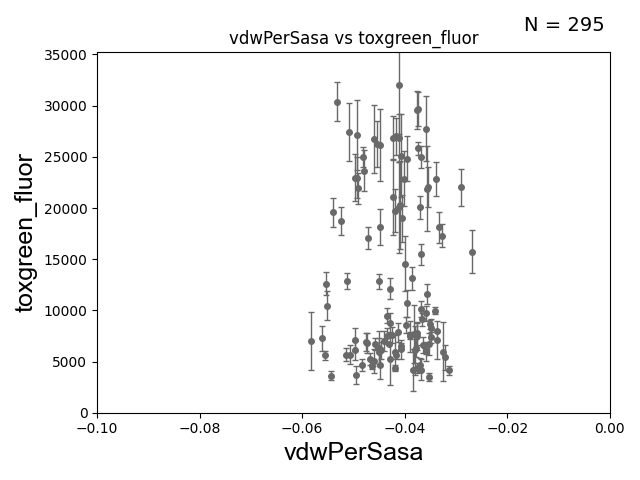 N = 295
vdwPerSasa vs toxgreen_fluor
35000
30000
25000
20000
15000
10000
5000
0
toxgreen_fluor
−0.10 −0.08 −0.06 −0.04 −0.02 0.00
vdwPerSasa